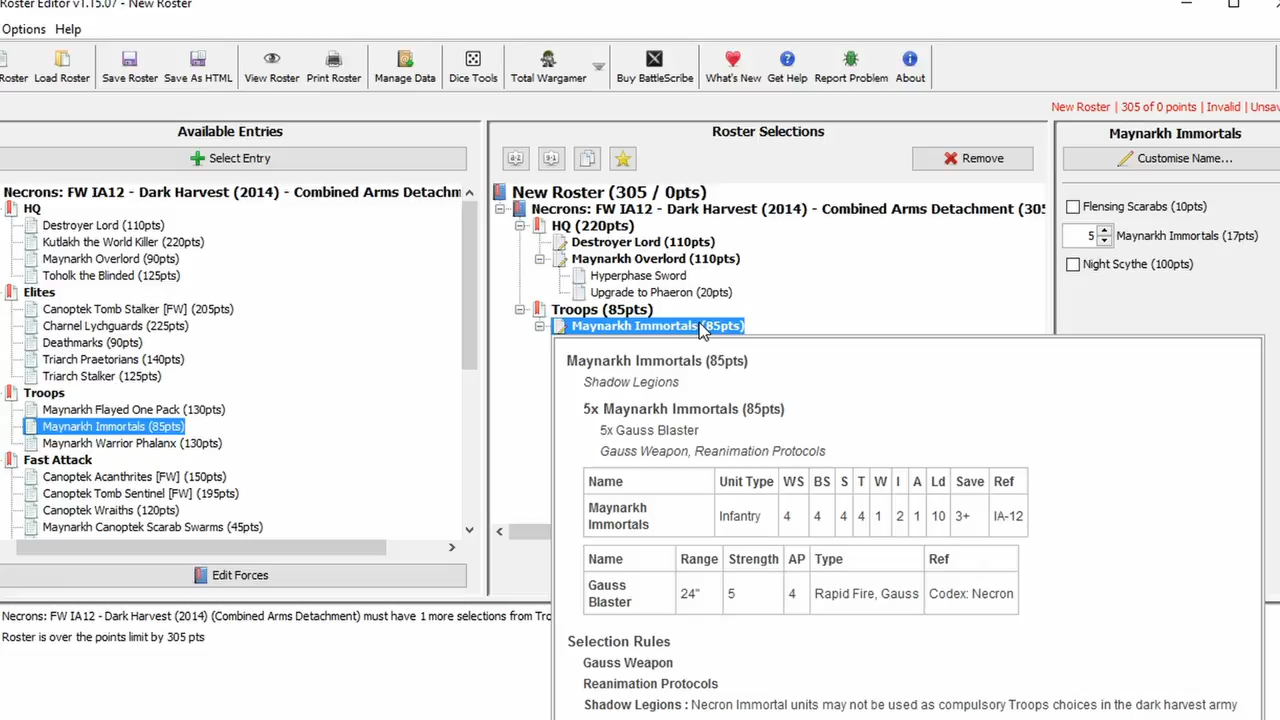 Roster Editor v1.15.07 - New Roster
Options Help
Roster Load Roster Save Roster Save As HTML View Roster Print Roster Manage Data Dice Tools Total Wargamer Buy BattleScribe What's New Get Help Report Problem About
New Roster | 305 of 0 points | Invalid | Unsav
Available Entries
Select Entry
Necrons: FW IA12 - Dark Harvest (2014) - Combined Arms Detachm
HQ
Destroyer Lord (110pts)
Kutlakh the World Killer (220pts)
Maynarkh Overlord (90pts)
Toholk the Blinded (125pts)
Elites
Canoptek Tomb Stalker [FW] (205pts)
Charnel Lychguards (225pts)
Deathmarks (90pts)
Triarch Praetorians (140pts)
Triarch Stalker (125pts)
Troops
Maynarkh Flayed One Pack (130pts)
Maynarkh Immortals (85pts)
Maynarkh Warrior Phalanx (130pts)
Fast Attack
Canoptek Acanthrites [FW] (150pts)
Canoptek Tomb Sentinel [FW] (195pts)
Canoptek Wraiths (120pts)
Maynarkh Canoptek Scarab Swarms (45pts)
Edit Forces
Roster Selections
Remove
New Roster (305 / 0pts)
Necrons: FW IA12 - Dark Harvest (2014) - Combined Arms Detachment (305
HQ (220pts)
Destroyer Lord (110pts)
Maynarkh Overlord (110pts)
Hyperphase Sword
Upgrade to Phaeron (20pts)
Troops (85pts)
Maynarkh Immortals (85pts)
Maynarkh Immortals
Customise Name...
Flensing Scarabs (10pts)
5 Maynarkh Immortals (17pts)
Night Scythe (100pts)
Maynarkh Immortals (85pts)
Shadow Legions
5x Maynarkh Immortals (85pts)
5x Gauss Blaster
Gauss Weapon, Reanimation Protocols
Name Unit Type WS BS S T W I A Ld Save Ref
Maynarkh Immortals Infantry 4 4 4 4 1 2 1 10 3+ IA-12
Name Range Strength AP Type Ref
Gauss Blaster 24" 5 4 Rapid Fire, Gauss Codex: Necron
Selection Rules
Gauss Weapon
Reanimation Protocols
Shadow Legions : Necron Immortal units may not be used as compulsory Troops choices in the dark harvest army
Necrons: FW IA12 - Dark Harvest (2014) (Combined Arms Detachment) must have 1 more selections from Tro
Roster is over the points limit by 305 pts